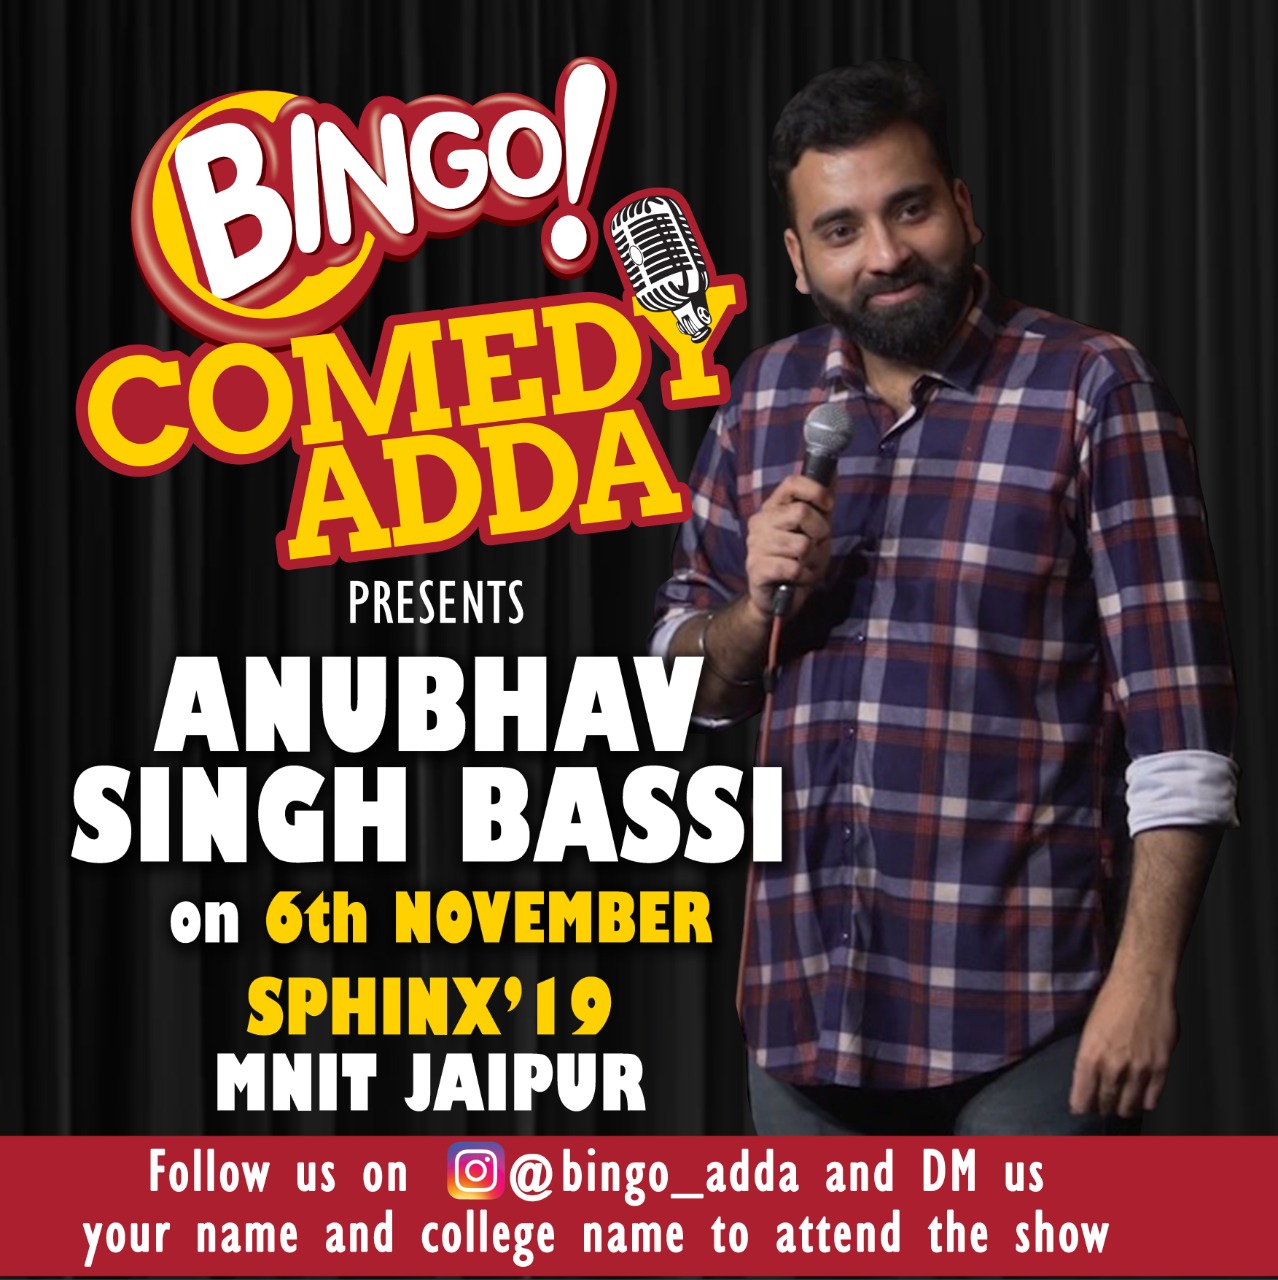 BINGO!
COMEDY
ADDA
PRESENTS
ANUBHAV
SINGH BASSI
on 6th NOVEMBER
SPHINX'19
MNIT JAIPUR
Follow us on @bingo_adda and DM us
your name and college name to attend the show